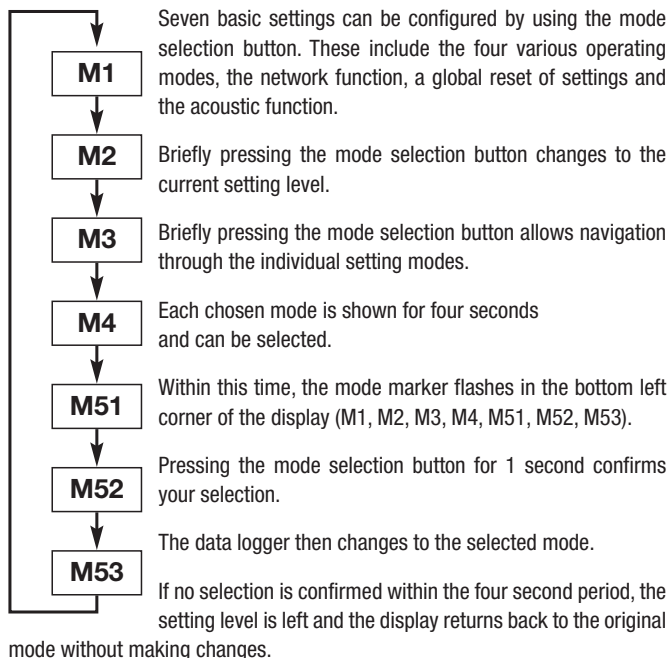 Seven basic settings can be configured by using the mode
selection button. These include the four various operating
modes, the network function, a global reset of settings and
the acoustic function.
M1
M2
Briefly pressing the mode selection button changes to the
current setting level.
M3
Briefly pressing the mode selection button allows navigation
through the individual setting modes.
M4
Each chosen mode is shown for four seconds
and can be selected.
M51
Within this time, the mode marker flashes in the bottom left
corner of the display (M1, M2, M3, M4, M51, M52, M53).
M52
Pressing the mode selection button for 1 second confirms
your selection.
The data logger then changes to the selected mode.
M53
If no selection is confirmed within the four second period, the
setting level is left and the display returns back to the original
mode without making changes.